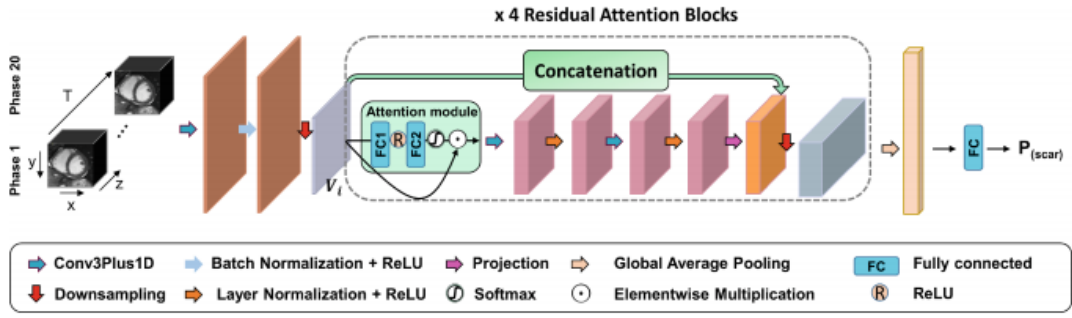 x 4 Residual Attention Blocks
Phase 20
T
Phase 1
y
x
z
V_i
Concatenation
Attention module
FC1
R
FC2
FC
P(scar)
Conv3Plus1D
Batch Normalization + ReLU
Projection
Global Average Pooling
FC
Fully connected
Downsampling
Layer Normalization + ReLU
Softmax
Elementwise Multiplication
R
ReLU